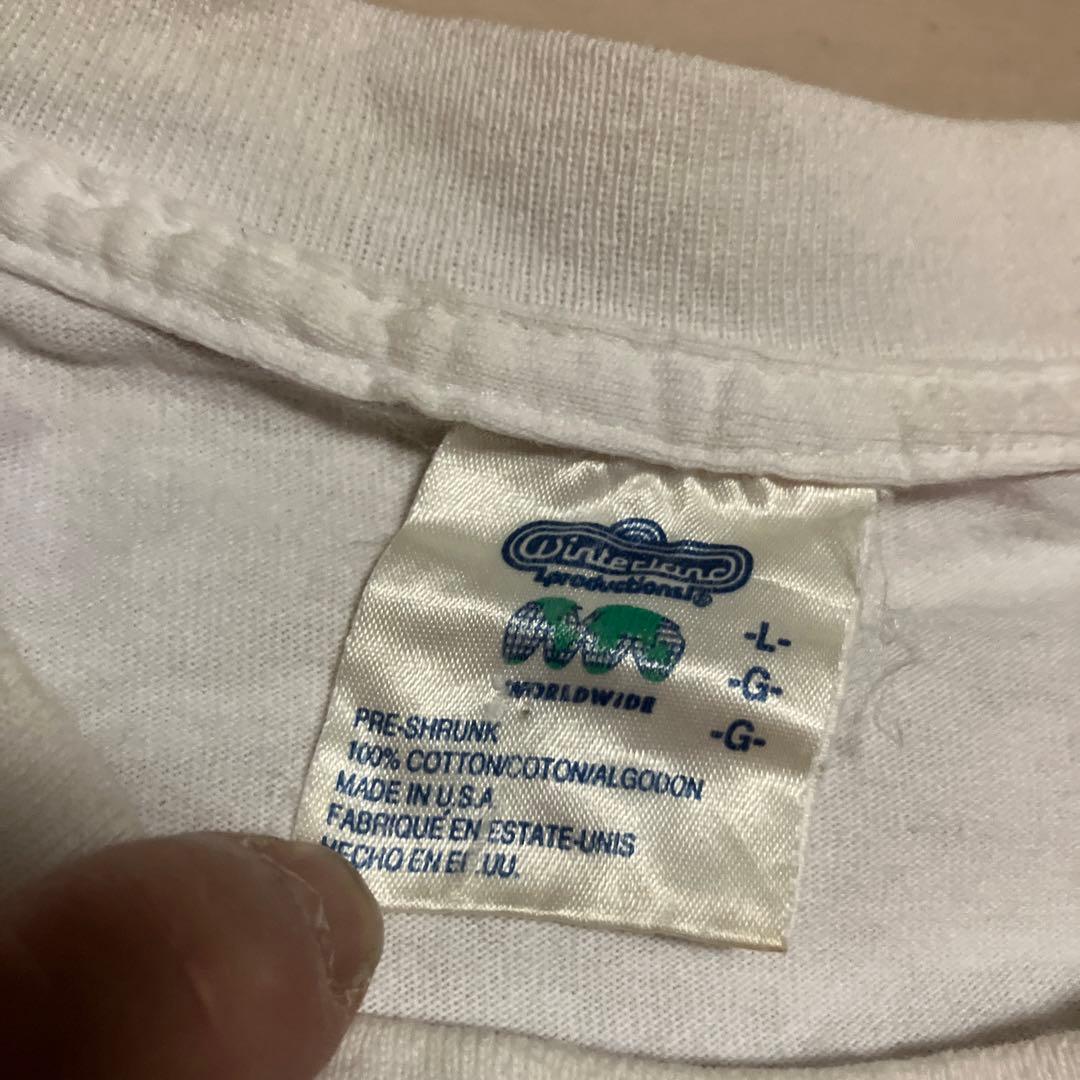 Winterland
productions®
WORLDWIDE
-L-
-G-
-G-
PRE-SHRUNK
100% COTTON/COTON/ALGODON
MADE IN U.S.A
FABRIQUE EN ESTATE-UNIS
HECHO EN EE.UU.